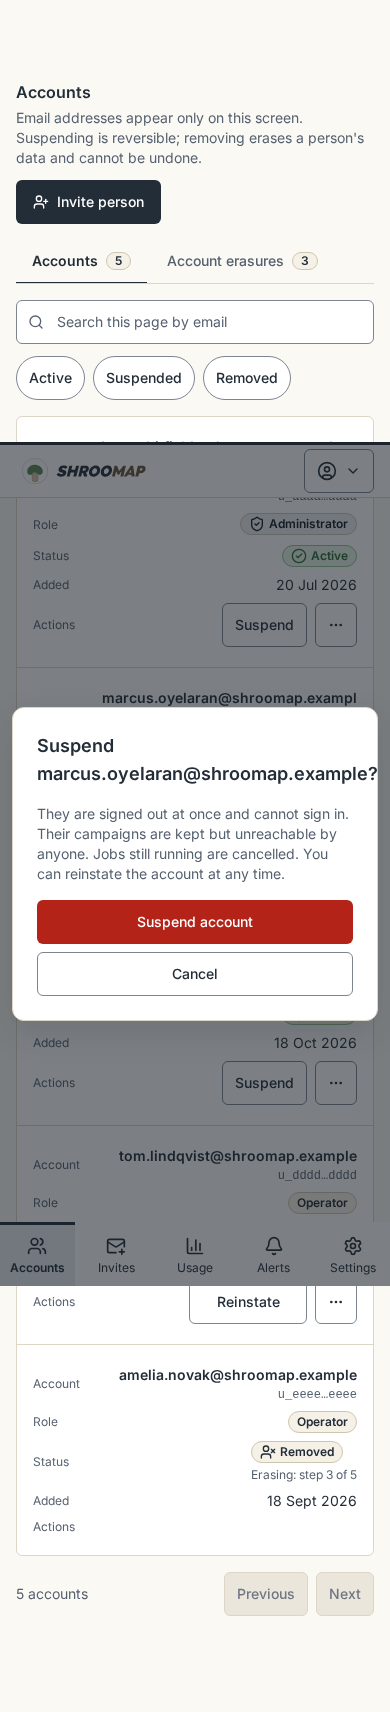 Accounts
Email addresses appear only on this screen.
Suspending is reversible; removing erases a person's
data and cannot be undone.
Invite person
Accounts 5 Account erasures 3
Search this page by email
Active Suspended Removed
SHROOMAP
Role Administrator
Status Active
Added 20 Jul 2026
Actions Suspend
marcus.oyelaran@shroomap.exampl
Suspend
marcus.oyelaran@shroomap.example?
They are signed out at once and cannot sign in.
Their campaigns are kept but unreachable by
anyone. Jobs still running are cancelled. You
can reinstate the account at any time.
Suspend account
Cancel
Added 18 Oct 2026
Actions Suspend
Account tom.lindqvist@shroomap.example
u_dddd…dddd
Role Operator
Accounts Invites Usage Alerts Settings
Actions Reinstate
Account amelia.novak@shroomap.example
u_eeee…eeee
Role Operator
Status Removed
Erasing: step 3 of 5
Added 18 Sept 2026
Actions
5 accounts Previous Next